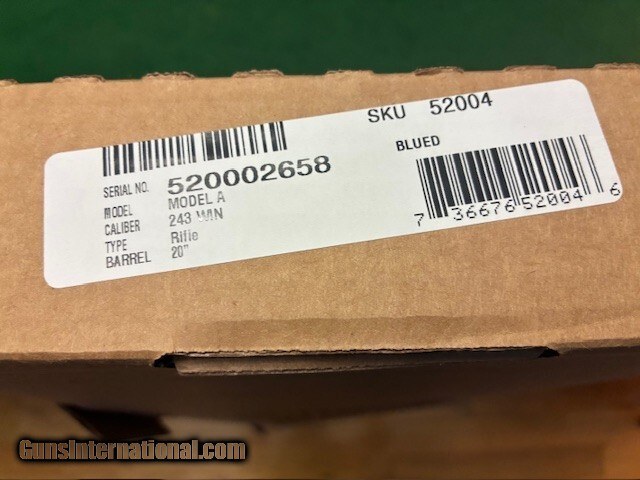 SKU 52004
SERIAL NO. 520002658
BLUED
MODEL MODEL A
CALIBER 243 WIN
TYPE Rifle
BARREL 20"
7 36676 52004 6
GunsInternational.com